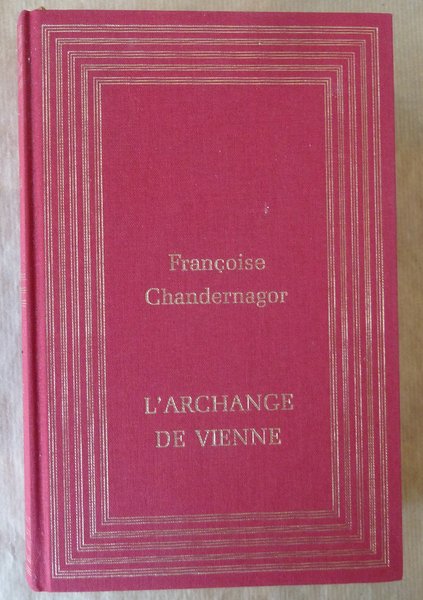 Françoise
Chandernagor
L'ARCHANGE
DE VIENNE